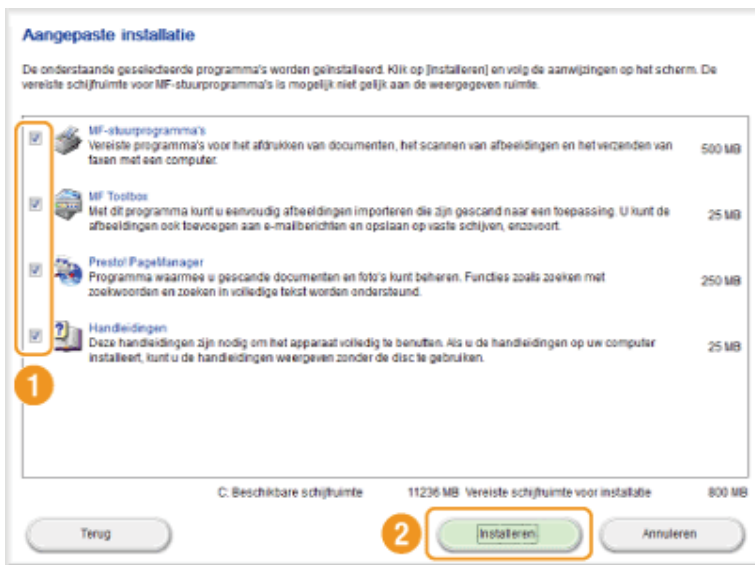 Aangepaste installatie
De onderstaande geselecteerde programma's worden geïnstalleerd. Klik op [Installeren] en volg de aanwijzingen op het scherm. De
vereiste schijfruimte voor MF-stuurprogramma's is mogelijk niet gelijk aan de weergegeven ruimte.
MF-stuurprogramma's
Vereiste programma's voor het afdrukken van documenten, het scannen van afbeeldingen en het verzenden van
faxen met een computer.
500 MB
MF Toolbox
Met dit programma kunt u eenvoudig afbeeldingen importeren die zijn gescand naar een toepassing. U kunt de
afbeeldingen ook toevoegen aan e-mailberichten en opslaan op vaste schijven, enzovoort.
25 MB
Presto! PageManager
Programma waarmee u gescande documenten en foto's kunt beheren. Functies zoals zoeken met
zoekwoorden en zoeken in volledige tekst worden ondersteund.
250 MB
Handleidingen
Deze handleidingen zijn nodig om het apparaat volledig te benutten. Als u de handleidingen op uw computer
installeert, kunt u de handleidingen weergeven zonder de disc te gebruiken.
25 MB
1
C: Beschikbare schijfruimte 11236 MB Vereiste schijfruimte voor installatie 800 MB
Terug 2 Installeren Annuleren